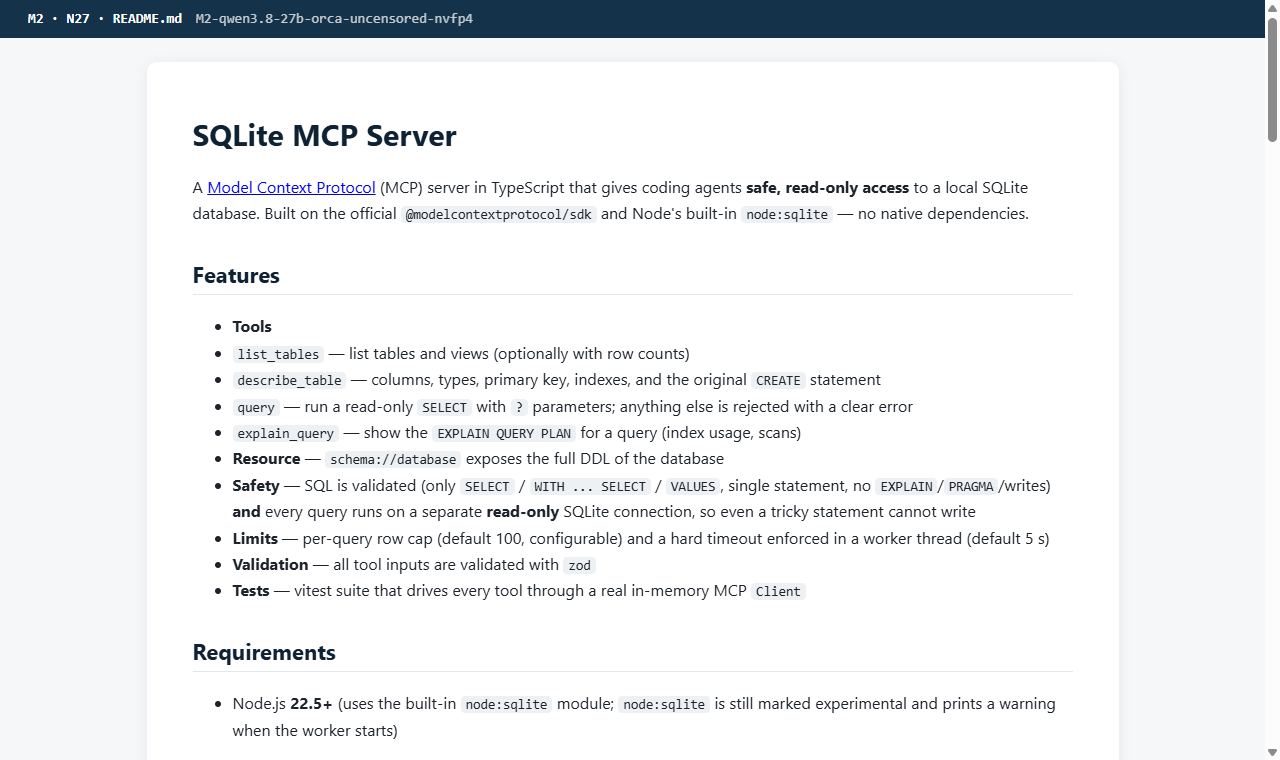 M2 • N27 • README.md M2-qwen3.8-27b-orca-uncensored-nvfp4
SQLite MCP Server
A Model Context Protocol (MCP) server in TypeScript that gives coding agents safe, read-only access to a local SQLite
database. Built on the official @modelcontextprotocol/sdk and Node's built-in node:sqlite — no native dependencies.
Features
• Tools
• list_tables — list tables and views (optionally with row counts)
• describe_table — columns, types, primary key, indexes, and the original CREATE statement
• query — run a read-only SELECT with ? parameters; anything else is rejected with a clear error
• explain_query — show the EXPLAIN QUERY PLAN for a query (index usage, scans)
• Resource — schema://database exposes the full DDL of the database
• Safety — SQL is validated (only SELECT / WITH ... SELECT / VALUES, single statement, no EXPLAIN/PRAGMA/writes)
and every query runs on a separate read-only SQLite connection, so even a tricky statement cannot write
• Limits — per-query row cap (default 100, configurable) and a hard timeout enforced in a worker thread (default 5 s)
• Validation — all tool inputs are validated with zod
• Tests — vitest suite that drives every tool through a real in-memory MCP Client
Requirements
• Node.js 22.5+ (uses the built-in node:sqlite module; node:sqlite is still marked experimental and prints a warning
when the worker starts)